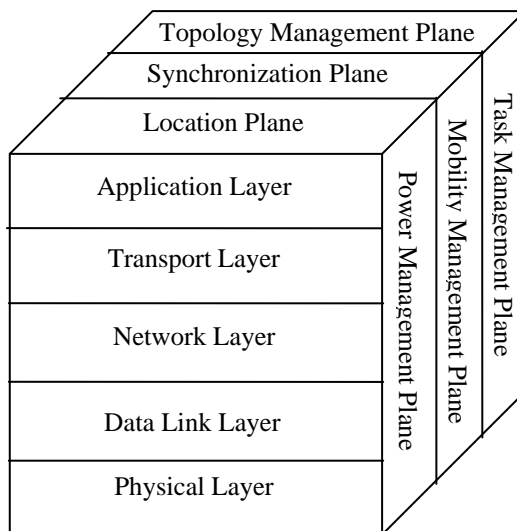 Topology Management Plane
Synchronization Plane
Location Plane
Application Layer
Transport Layer
Network Layer
Data Link Layer
Physical Layer
Power Management Plane
Mobility Management Plane
Task Management Plane